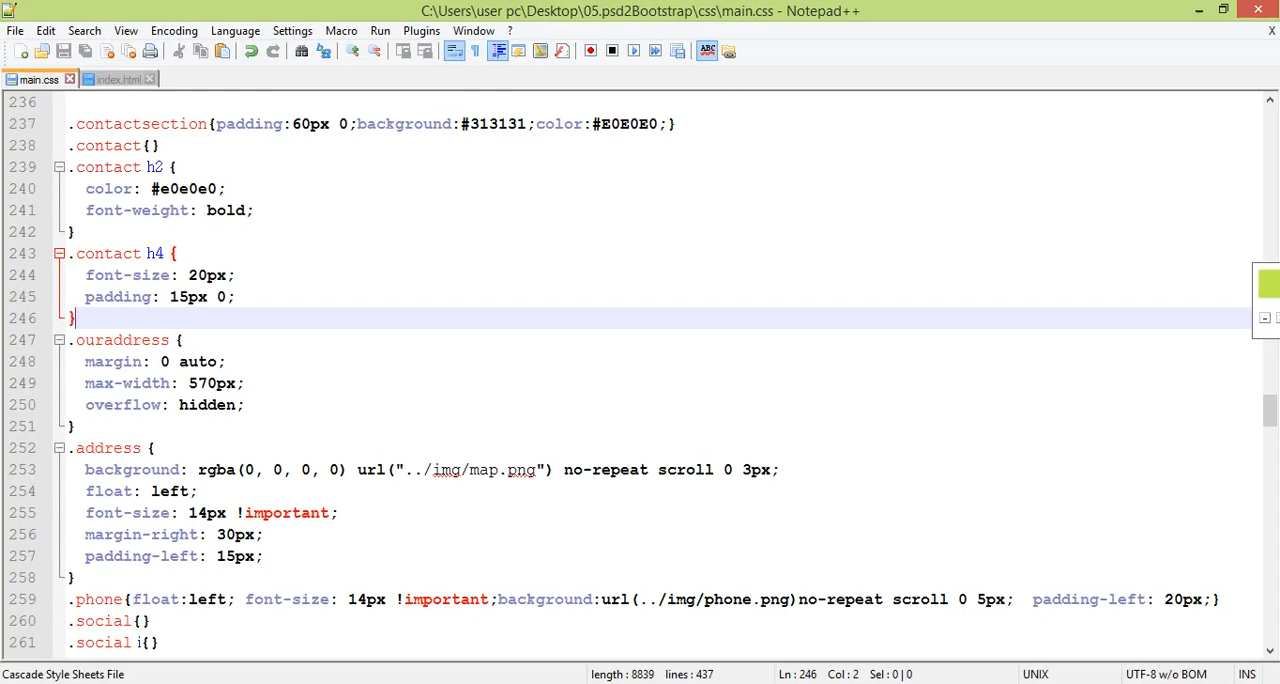 C:\Users\user pc\Desktop\05.psd2Bootstrap\css\main.css - Notepad++
File Edit Search View Encoding Language Settings Macro Run Plugins Window ? X
main.css index.html
236
237 .contactsection{padding:60px 0;background:#313131;color:#E0E0E0;}
238 .contact{}
239 .contact h2 {
240 color: #e0e0e0;
241 font-weight: bold;
242 }
243 .contact h4 {
244 font-size: 20px;
245 padding: 15px 0;
246 }
247 .ouraddress {
248 margin: 0 auto;
249 max-width: 570px;
250 overflow: hidden;
251 }
252 .address {
253 background: rgba(0, 0, 0, 0) url("../img/map.png") no-repeat scroll 0 3px;
254 float: left;
255 font-size: 14px !important;
256 margin-right: 30px;
257 padding-left: 15px;
258 }
259 .phone{float:left; font-size: 14px !important;background:url(../img/phone.png)no-repeat scroll 0 5px; padding-left: 20px;}
260 .social{}
261 .social i{}
Cascade Style Sheets File length : 8839 lines : 437 Ln : 246 Col : 2 Sel : 0 | 0 UNIX UTF-8 w/o BOM INS